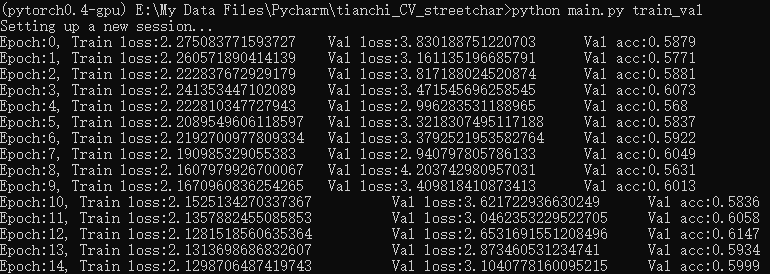 (pytorch0.4-gpu) E:\My Data Files\Pycharm\tianchi_CV_streetchar>python main.py train_val
Setting up a new session...
Epoch:0, Train loss:2.275083771593727 Val loss:3.830188751220703 Val acc:0.5879
Epoch:1, Train loss:2.260571890414139 Val loss:3.161135196685791 Val acc:0.5771
Epoch:2, Train loss:2.222837672929179 Val loss:3.817188024520874 Val acc:0.5881
Epoch:3, Train loss:2.241353447102089 Val loss:3.471545696258545 Val acc:0.6073
Epoch:4, Train loss:2.222810347727943 Val loss:2.996283531188965 Val acc:0.568
Epoch:5, Train loss:2.2089549606118597 Val loss:3.3218307495117188 Val acc:0.5837
Epoch:6, Train loss:2.2192700977809334 Val loss:3.3792521953582764 Val acc:0.5922
Epoch:7, Train loss:2.190985329055383 Val loss:2.940797805786133 Val acc:0.6049
Epoch:8, Train loss:2.1607979926700067 Val loss:4.203742980957031 Val acc:0.5631
Epoch:9, Train loss:2.1670960836254265 Val loss:3.409818410873413 Val acc:0.6013
Epoch:10, Train loss:2.1525134270337367 Val loss:3.621722936630249 Val acc:0.5836
Epoch:11, Train loss:2.1357882455085853 Val loss:3.0462353229522705 Val acc:0.6058
Epoch:12, Train loss:2.1281518560635364 Val loss:2.6531691551208496 Val acc:0.6147
Epoch:13, Train loss:2.1313698686832607 Val loss:2.873460531234741 Val acc:0.5934
Epoch:14, Train loss:2.1298706487419743 Val loss:3.1040778160095215 Val acc:0.5999